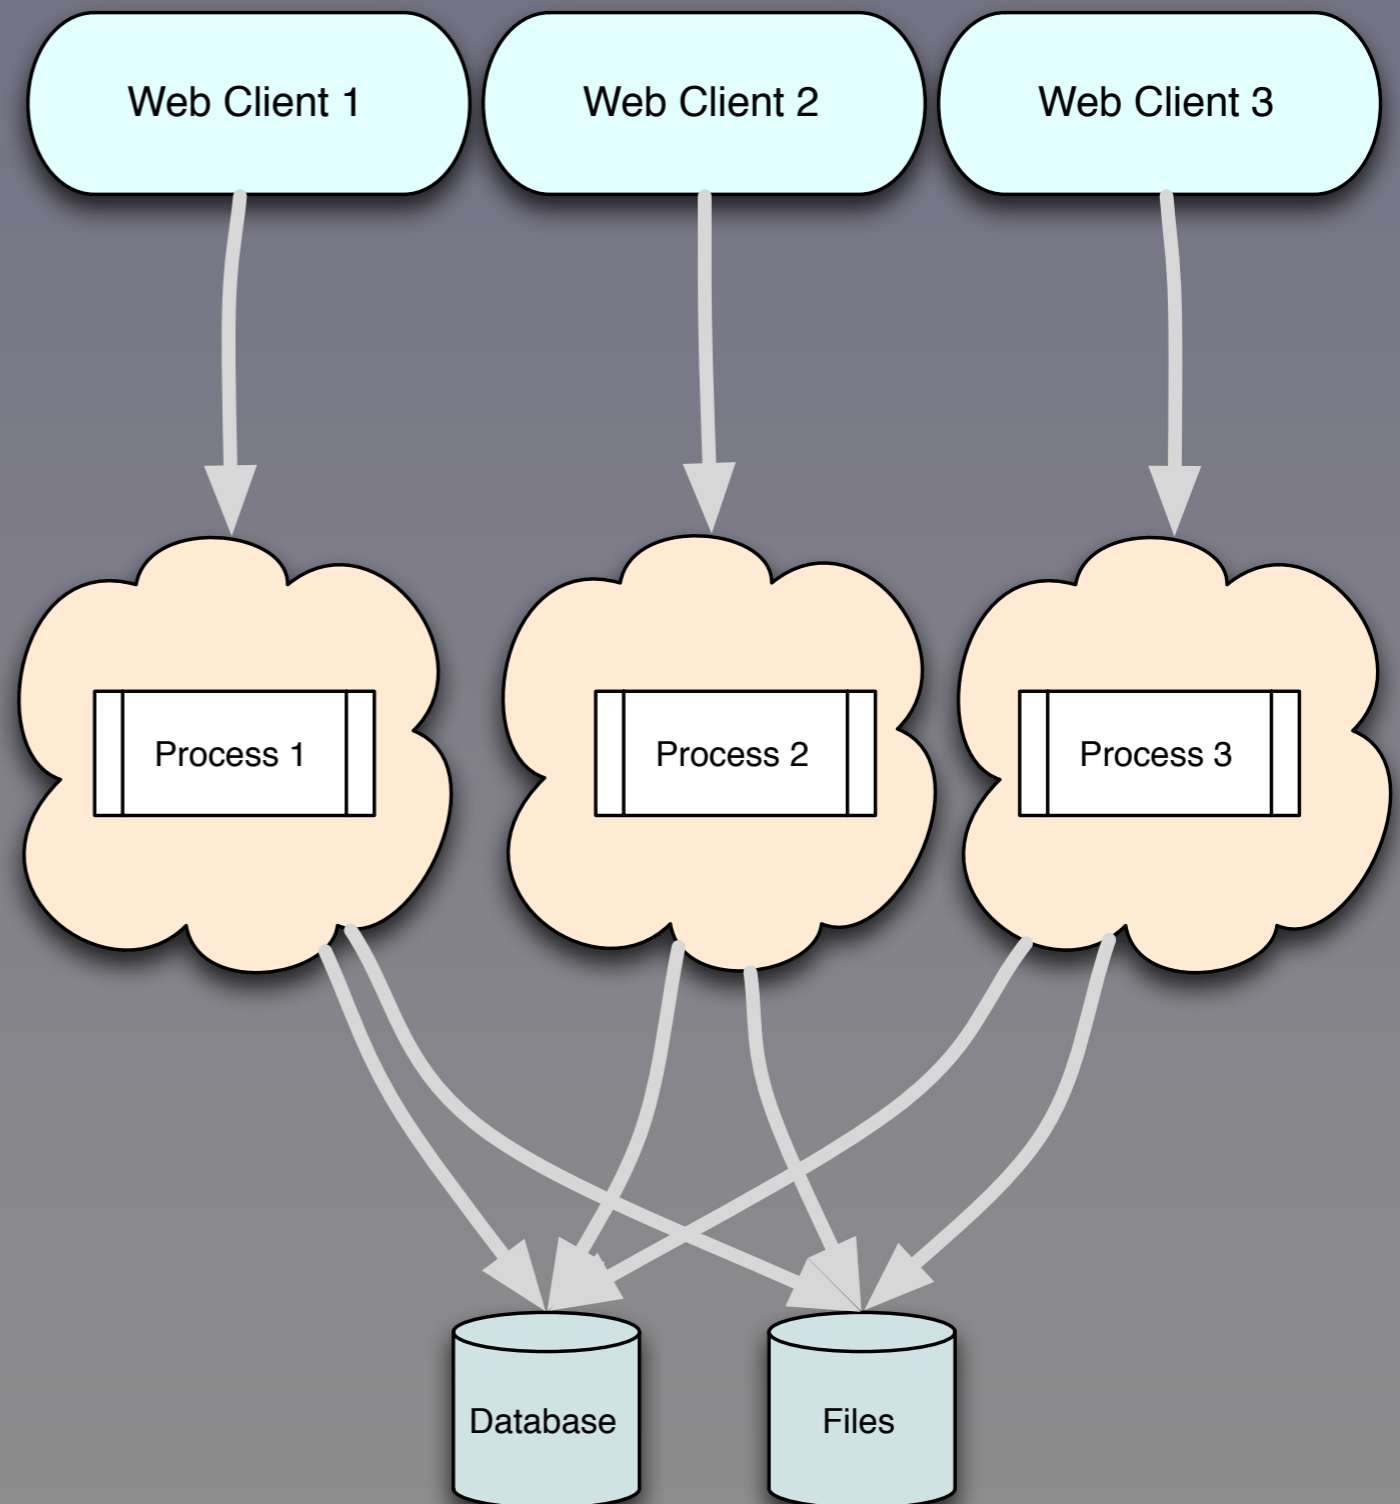 Web Client 1
Web Client 2
Web Client 3
Process 1
Process 2
Process 3
Database
Files